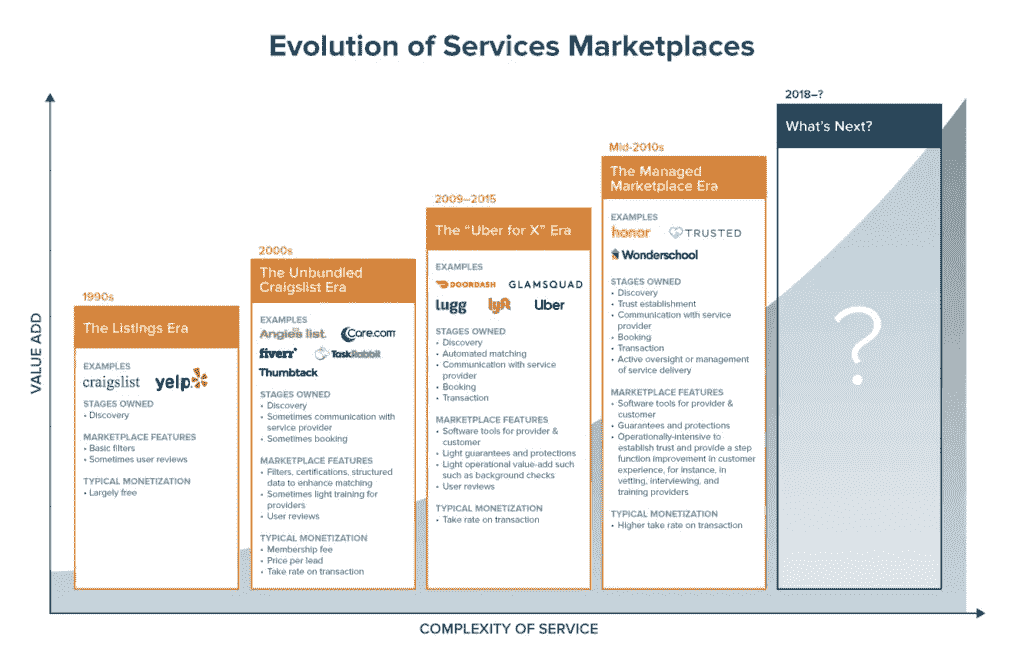 Evolution of Services Marketplaces
VALUE ADD
1990s
The Listings Era
EXAMPLES
craigslist yelp
STAGES OWNED
• Discovery
MARKETPLACE FEATURES
• Basic filters
• Sometimes user reviews
TYPICAL MONETIZATION
• Largely free
2000s
The Unbundled
Craigslist Era
EXAMPLES
Angie's list. Care.com
fiverr TaskRabbit
Thumbtack
STAGES OWNED
• Discovery
• Sometimes communication with
service provider
• Sometimes booking
MARKETPLACE FEATURES
• Filters, certifications, structured
data to enhance matching
• Sometimes light training for
providers
• User reviews
TYPICAL MONETIZATION
• Membership fee
• Price per lead
• Take rate on transaction
2009–2015
The “Uber for X” Era
EXAMPLES
DOORDASH GLAMSQUAD
lugg lyft Uber
STAGES OWNED
• Discovery
• Automated matching
• Communication with service
provider
• Booking
• Transaction
MARKETPLACE FEATURES
• Software tools for provider &
customer
• Light guarantees and protections
• Light operational value-add such
such as background checks
• User reviews
TYPICAL MONETIZATION
• Take rate on transaction
Mid-2010s
The Managed
Marketplace Era
EXAMPLES
honor TRUSTED
Wonderschool
STAGES OWNED
• Discovery
• Trust establishment
• Communication with service
provider
• Booking
• Transaction
• Active oversight or management
of service delivery
MARKETPLACE FEATURES
• Software tools for provider &
customer
• Guarantees and protections
• Operationally-intensive to
establish trust and provide a step
function improvement in customer
experience, for instance, in
vetting, interviewing, and
training providers
TYPICAL MONETIZATION
• Higher take rate on transaction
2018–?
What's Next?
?
COMPLEXITY OF SERVICE